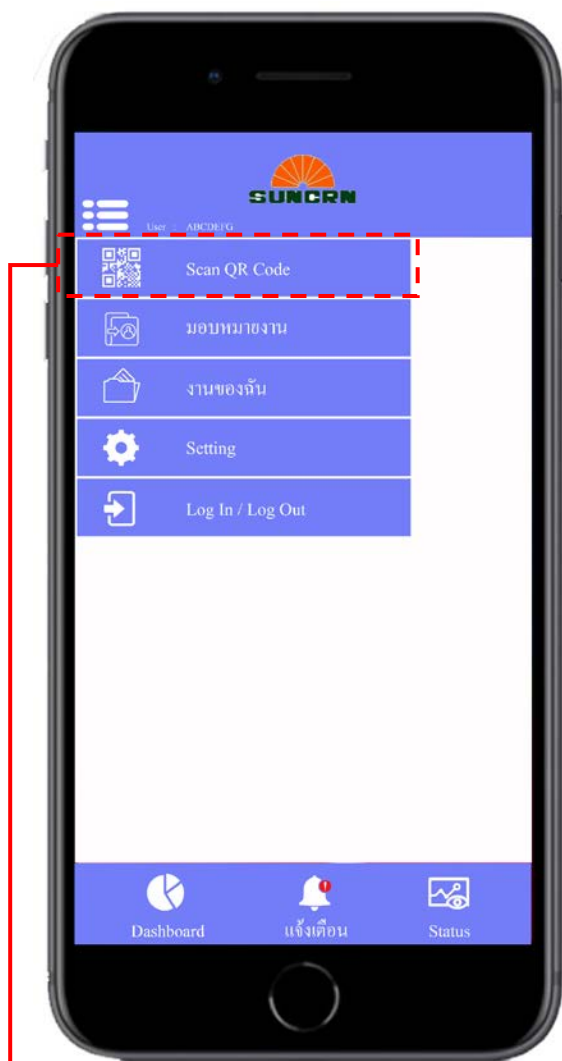 SUNCRN
User : ABCDEFG
Scan QR Code
มอบหมายงาน
งานของฉัน
Setting
Log In / Log Out
Dashboard
แจ้งเตือน
Status